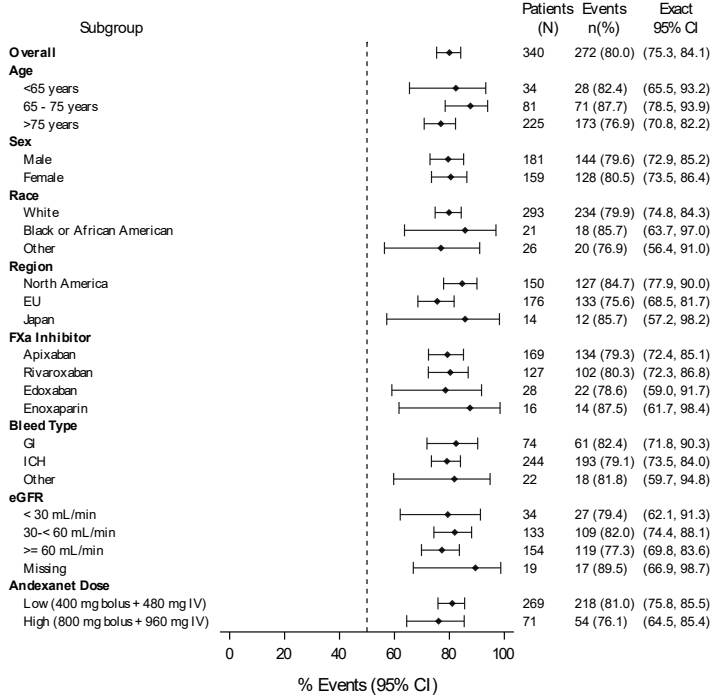 Subgroup Patients (N) Events n(%) Exact 95% CI
Overall 340 272 (80.0) (75.3, 84.1)
Age
<65 years 34 28 (82.4) (65.5, 93.2)
65 - 75 years 81 71 (87.7) (78.5, 93.9)
>75 years 225 173 (76.9) (70.8, 82.2)
Sex
Male 181 144 (79.6) (72.9, 85.2)
Female 159 128 (80.5) (73.5, 86.4)
Race
White 293 234 (79.9) (74.8, 84.3)
Black or African American 21 18 (85.7) (63.7, 97.0)
Other 26 20 (76.9) (56.4, 91.0)
Region
North America 150 127 (84.7) (77.9, 90.0)
EU 176 133 (75.6) (68.5, 81.7)
Japan 14 12 (85.7) (57.2, 98.2)
FXa Inhibitor
Apixaban 169 134 (79.3) (72.4, 85.1)
Rivaroxaban 127 102 (80.3) (72.3, 86.8)
Edoxaban 28 22 (78.6) (59.0, 91.7)
Enoxaparin 16 14 (87.5) (61.7, 98.4)
Bleed Type
GI 74 61 (82.4) (71.8, 90.3)
ICH 244 193 (79.1) (73.5, 84.0)
Other 22 18 (81.8) (59.7, 94.8)
eGFR
< 30 mL/min 34 27 (79.4) (62.1, 91.3)
30-< 60 mL/min 133 109 (82.0) (74.4, 88.1)
>= 60 mL/min 154 119 (77.3) (69.8, 83.6)
Missing 19 17 (89.5) (66.9, 98.7)
Andexanet Dose
Low (400 mg bolus + 480 mg IV) 269 218 (81.0) (75.8, 85.5)
High (800 mg bolus + 960 mg IV) 71 54 (76.1) (64.5, 85.4)
0 20 40 60 80 100
% Events (95% CI)